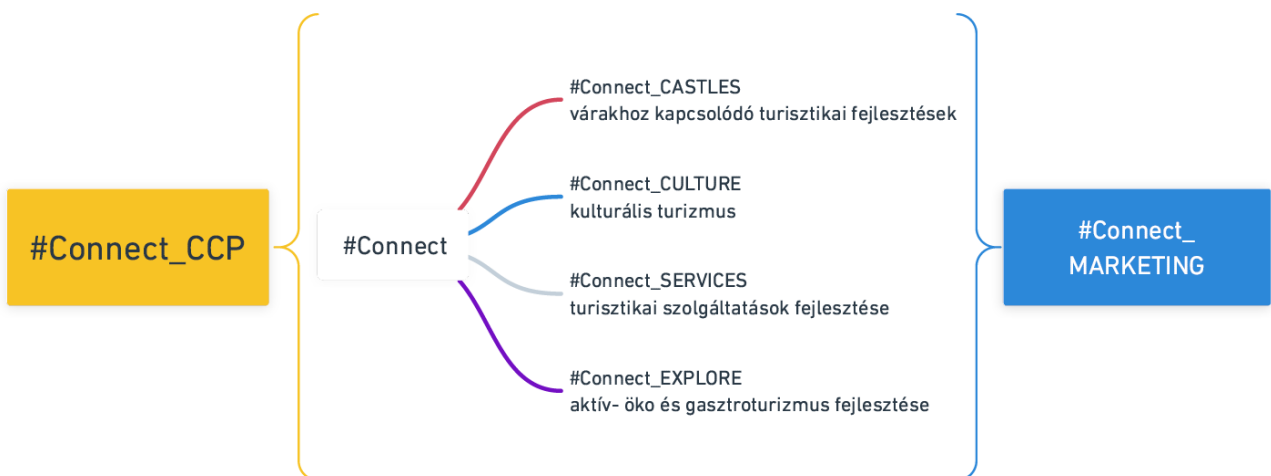 #Connect_CCP
#Connect
#Connect_CASTLES
várakhoz kapcsolódó turisztikai fejlesztések
#Connect_CULTURE
kulturális turizmus
#Connect_SERVICES
turisztikai szolgáltatások fejlesztése
#Connect_EXPLORE
aktív- öko és gasztroturizmus fejlesztése
#Connect_
MARKETING